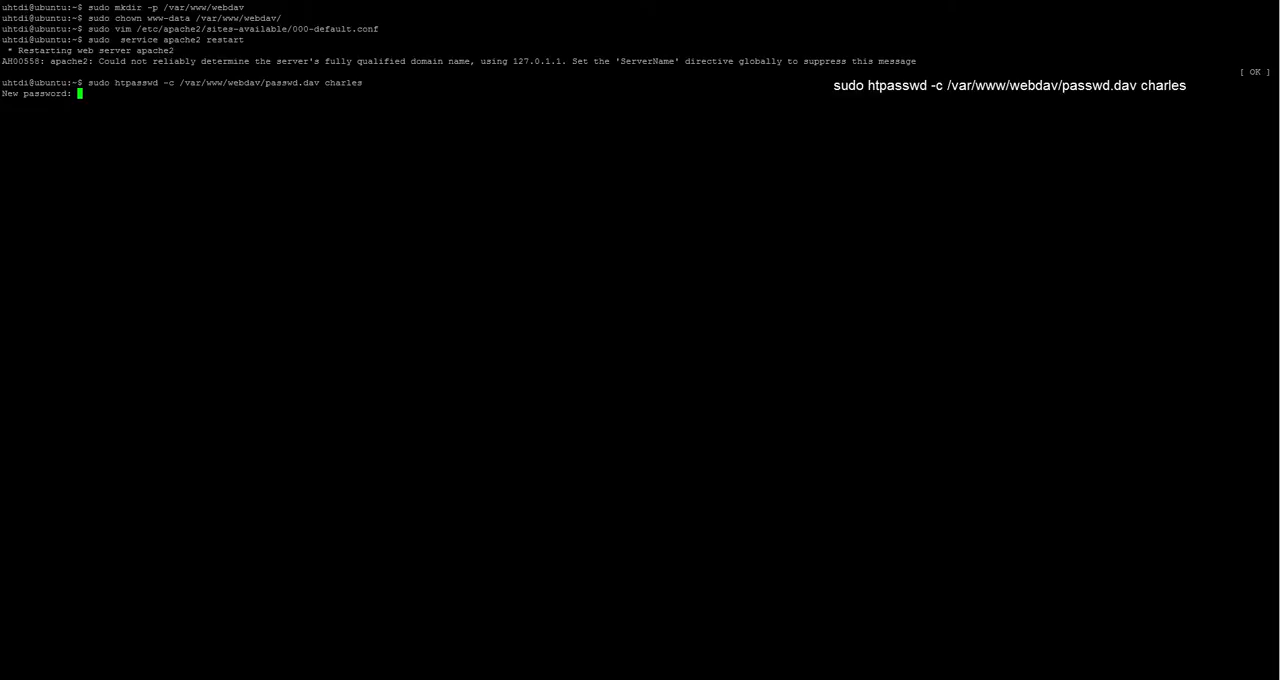 uhtdi@ubuntu:~$ sudo mkdir -p /var/www/webdav
uhtdi@ubuntu:~$ sudo chown www-data /var/www/webdav/
uhtdi@ubuntu:~$ sudo vim /etc/apache2/sites-available/000-default.conf
uhtdi@ubuntu:~$ sudo  service apache2 restart
 * Restarting web server apache2
AH00558: apache2: Could not reliably determine the server's fully qualified domain name, using 127.0.1.1. Set the 'ServerName' directive globally to suppress this message
[ OK ]
uhtdi@ubuntu:~$ sudo htpasswd -c /var/www/webdav/passwd.dav charles
sudo htpasswd -c /var/www/webdav/passwd.dav charles
New password: